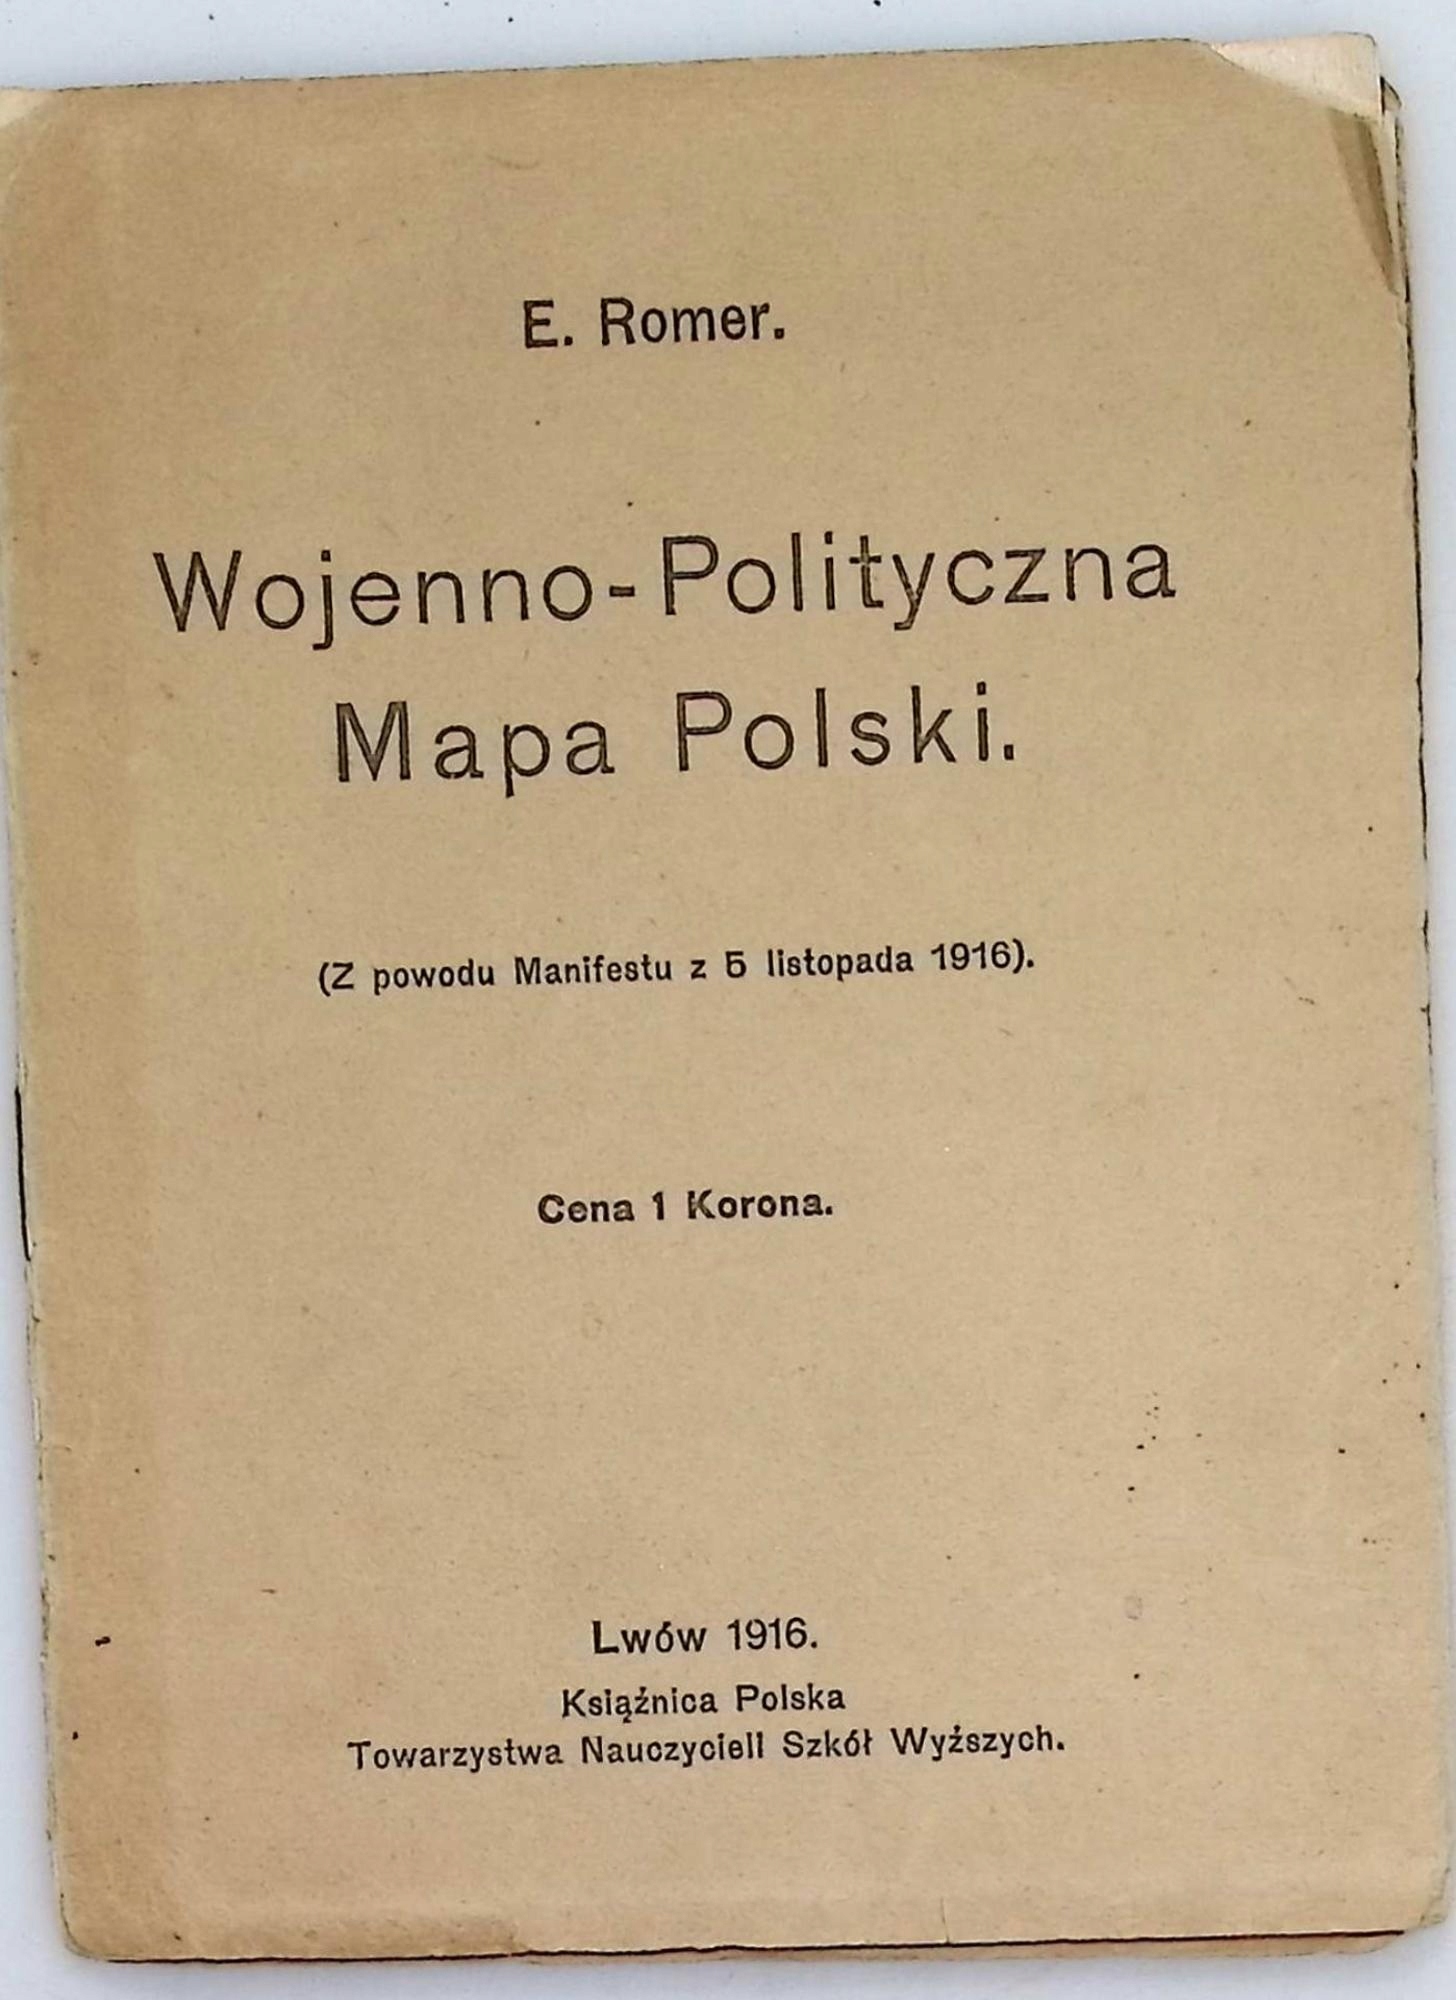 E. Romer.
Wojenno-Polityczna
Mapa Polski.
(Z powodu Manifestu z 5 listopada 1916).
Cena 1 Korona.
Lwów 1916.
Książnica Polska
Towarzystwa Nauczycieli Szkół Wyższych.